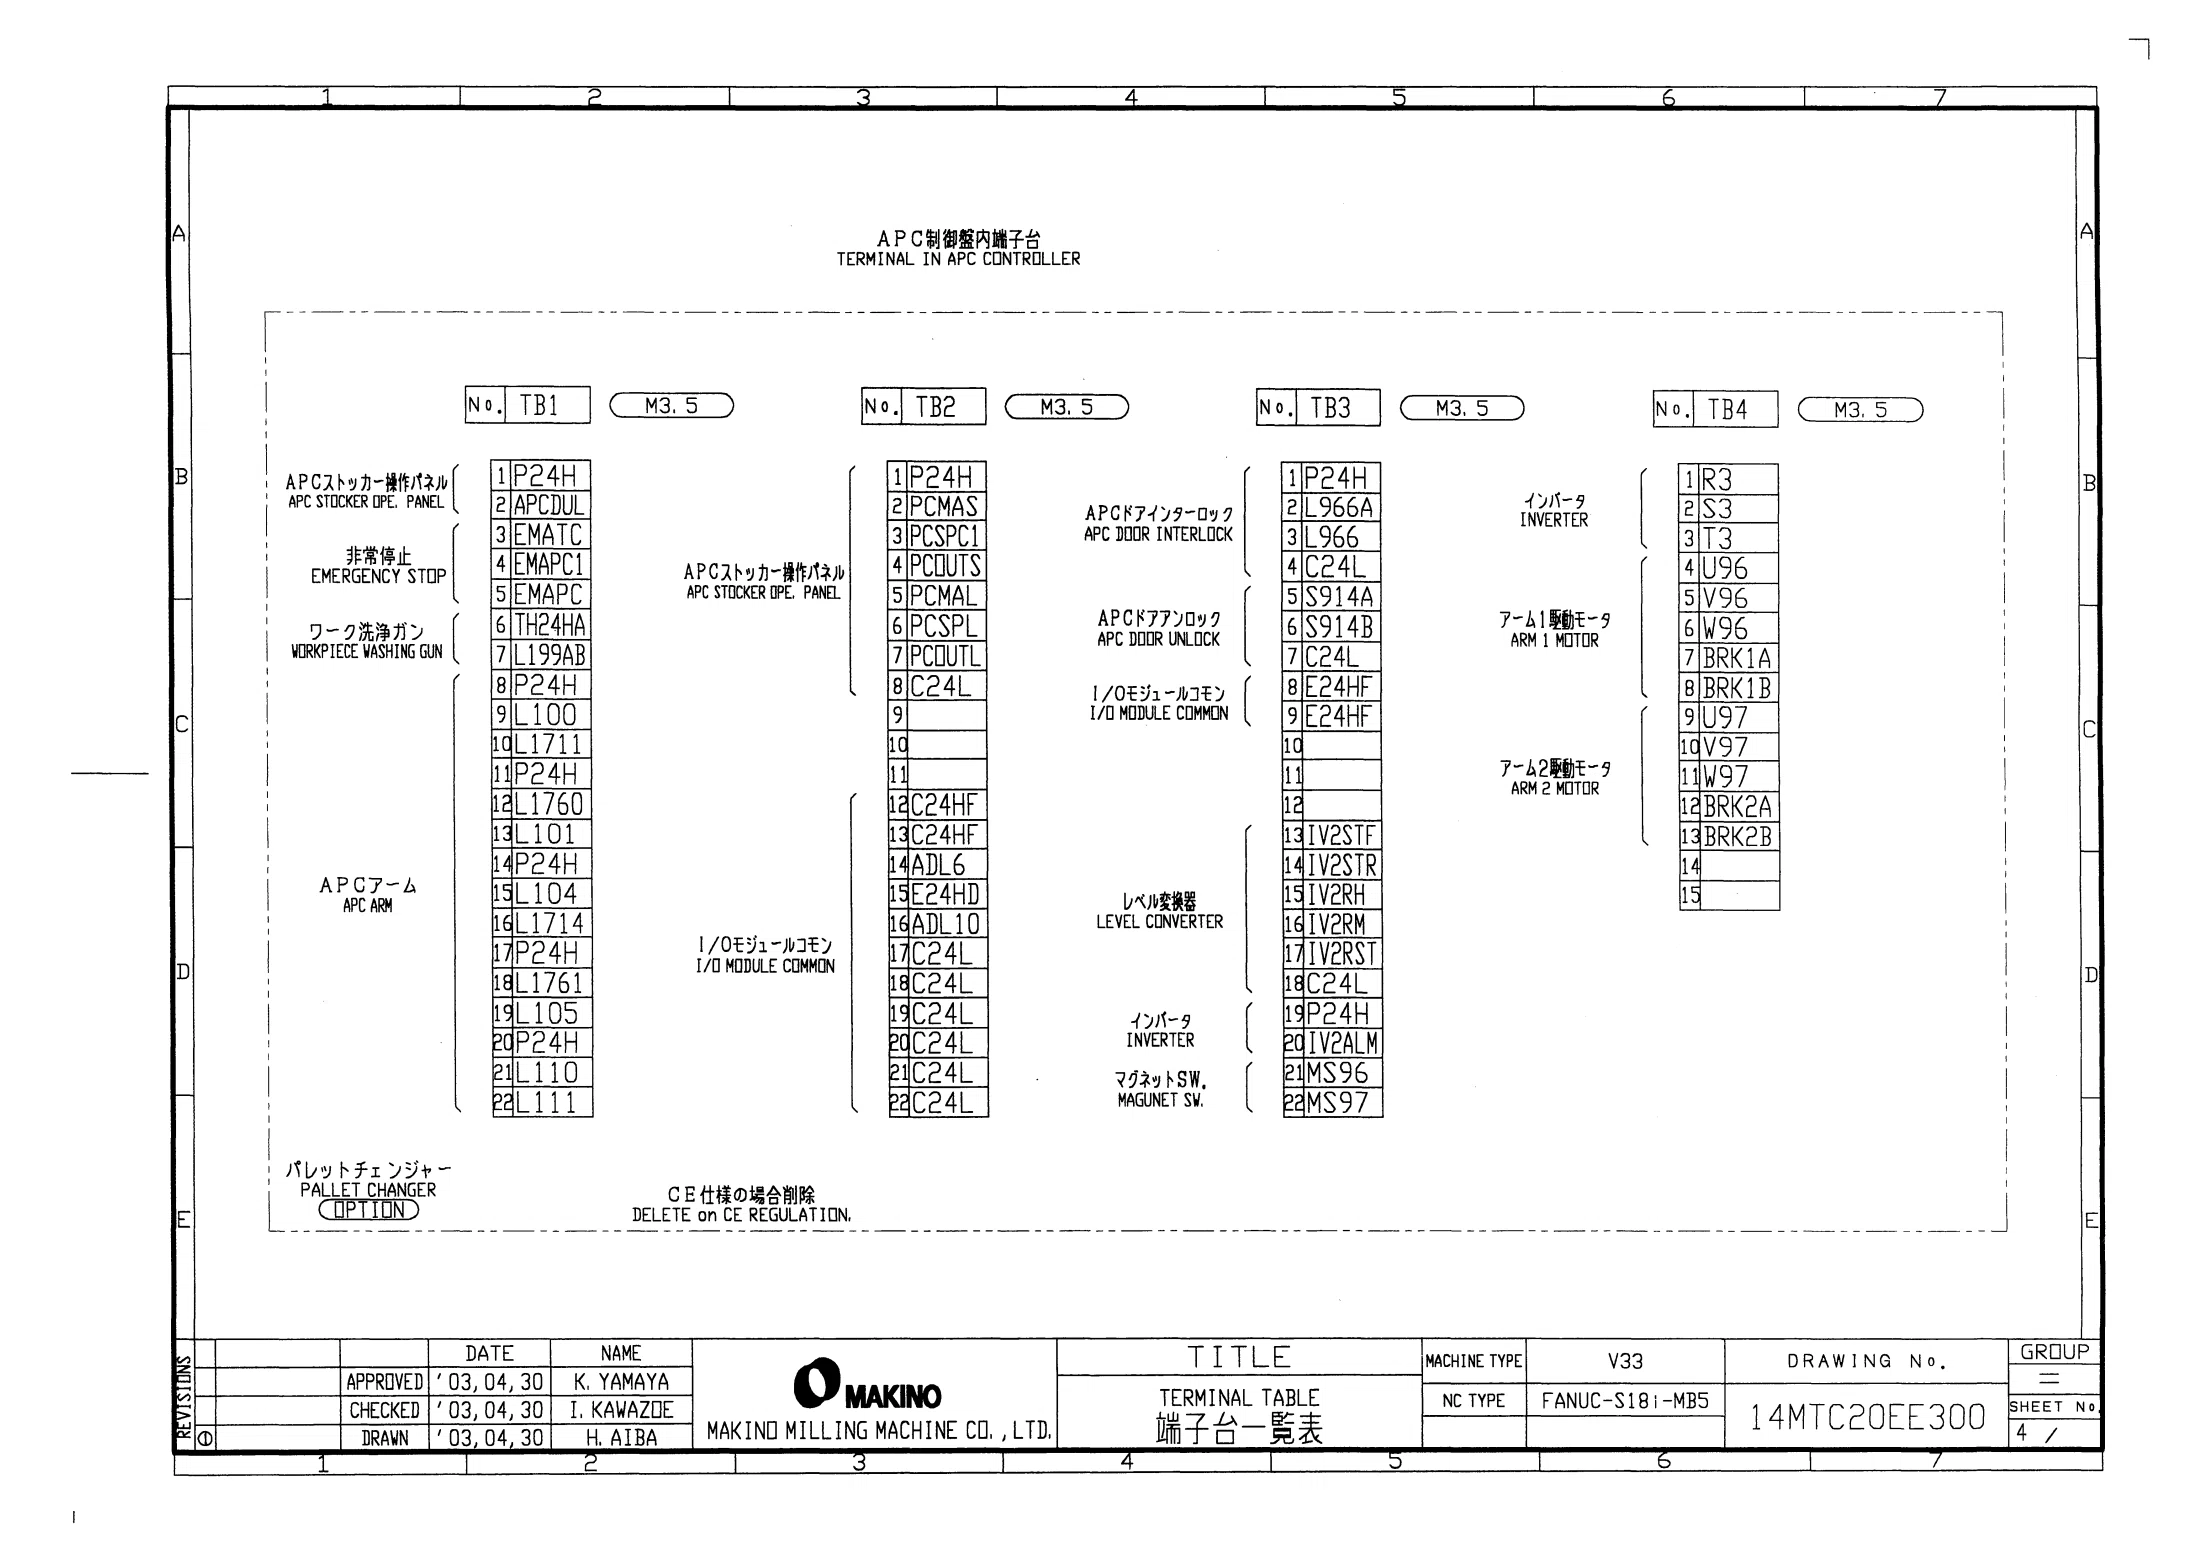 1 2 3 4 5 6 7
A
B
C
D
E
A
B
C
D
E
APC制御盤内端子台
TERMINAL IN APC CONTROLLER
No. TB1 M3.5
APCストッカー操作パネル
APC STOCKER OPE. PANEL
非常停止
EMERGENCY STOP
ワーク洗浄ガン
WORKPIECE WASHING GUN
APCアーム
APC ARM
1 P24H
2 APCDUL
3 EMATC
4 EMAPC1
5 EMAPC
6 TH24HA
7 L199AB
8 P24H
9 L100
10 L1711
11 P24H
12 L1760
13 L101
14 P24H
15 L104
16 L1714
17 P24H
18 L1761
19 L105
20 P24H
21 L110
22 L111
No. TB2 M3.5
APCストッカー操作パネル
APC STOCKER OPE. PANEL
I/Oモジュールコモン
I/O MODULE COMMON
1 P24H
2 PCMAS
3 PCSPC1
4 PCOUTS
5 PCMAL
6 PCSPL
7 PCOUTL
8 C24L
9
10
11
12 C24HF
13 C24HF
14 ADL6
15 E24HD
16 ADL10
17 C24L
18 C24L
19 C24L
20 C24L
21 C24L
22 C24L
No. TB3 M3.5
APCドアインターロック
APC DOOR INTERLOCK
APCドアアンロック
APC DOOR UNLOCK
I/Oモジュールコモン
I/O MODULE COMMON
レベル変換器
LEVEL CONVERTER
インバータ
INVERTER
マグネットSW.
MAGUNET SW.
1 P24H
2 L966A
3 L966
4 C24L
5 S914A
6 S914B
7 C24L
8 E24HF
9 E24HF
10
11
12
13 IV2STF
14 IV2STR
15 IV2RH
16 IV2RM
17 IV2RST
18 C24L
19 P24H
20 IV2ALM
21 MS96
22 MS97
No. TB4 M3.5
インバータ
INVERTER
アーム1駆動モータ
ARM 1 MOTOR
アーム2駆動モータ
ARM 2 MOTOR
1 R3
2 S3
3 T3
4 U96
5 V96
6 W96
7 BRK1A
8 BRK1B
9 U97
10 V97
11 W97
12 BRK2A
13 BRK2B
14
15
パレットチェンジャー
PALLET CHANGER
OPTION
CE仕様の場合削除
DELETE on CE REGULATION.
REVISIONS
①
DATE NAME
APPROVED '03,04,30 K. YAMAYA
CHECKED '03,04,30 I. KAWAZOE
DRAWN '03,04,30 H. AIBA
MAKINO
MAKINO MILLING MACHINE CO.,LTD.
TITLE
TERMINAL TABLE
端子台一覧表
MACHINE TYPE V33
NC TYPE FANUC-S18i-MB5
DRAWING No.
14MTC20EE300
GROUP
=
SHEET No.
4 /
1 2 3 4 5 6 7